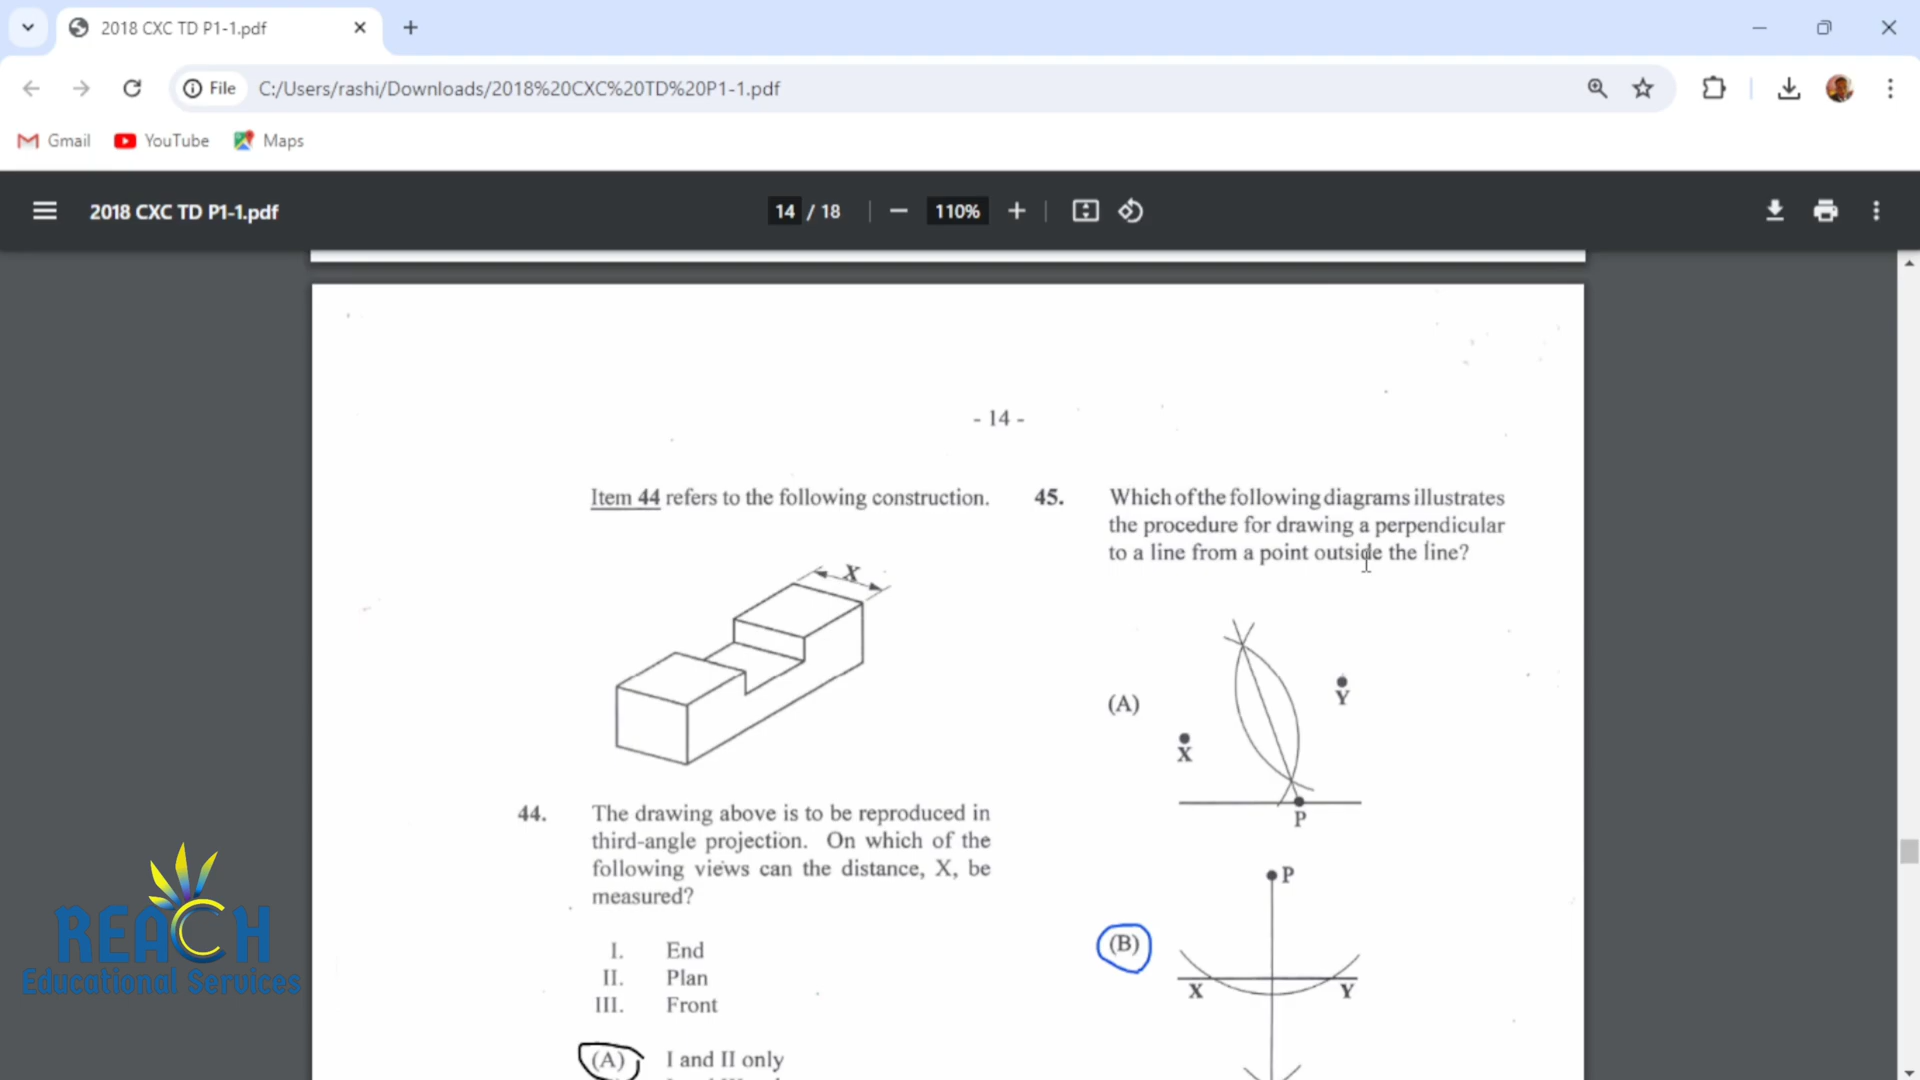 2018 CXC TD P1-1.pdf
File
C:/Users/rashi/Downloads/2018%20CXC%20TD%20P1-1.pdf
Gmail
YouTube
Maps
2018 CXC TD P1-1.pdf
14 / 18
110%
- 14 -
Item 44 refers to the following construction.
X
44. The drawing above is to be reproduced in
third-angle projection. On which of the
following views can the distance, X, be
measured?
I. End
II. Plan
III. Front
(A) I and II only
45. Which of the following diagrams illustrates
the procedure for drawing a perpendicular
to a line from a point outside the line?
(A)
Y
X
P
P
(B)
X Y
REACH
Educational Services